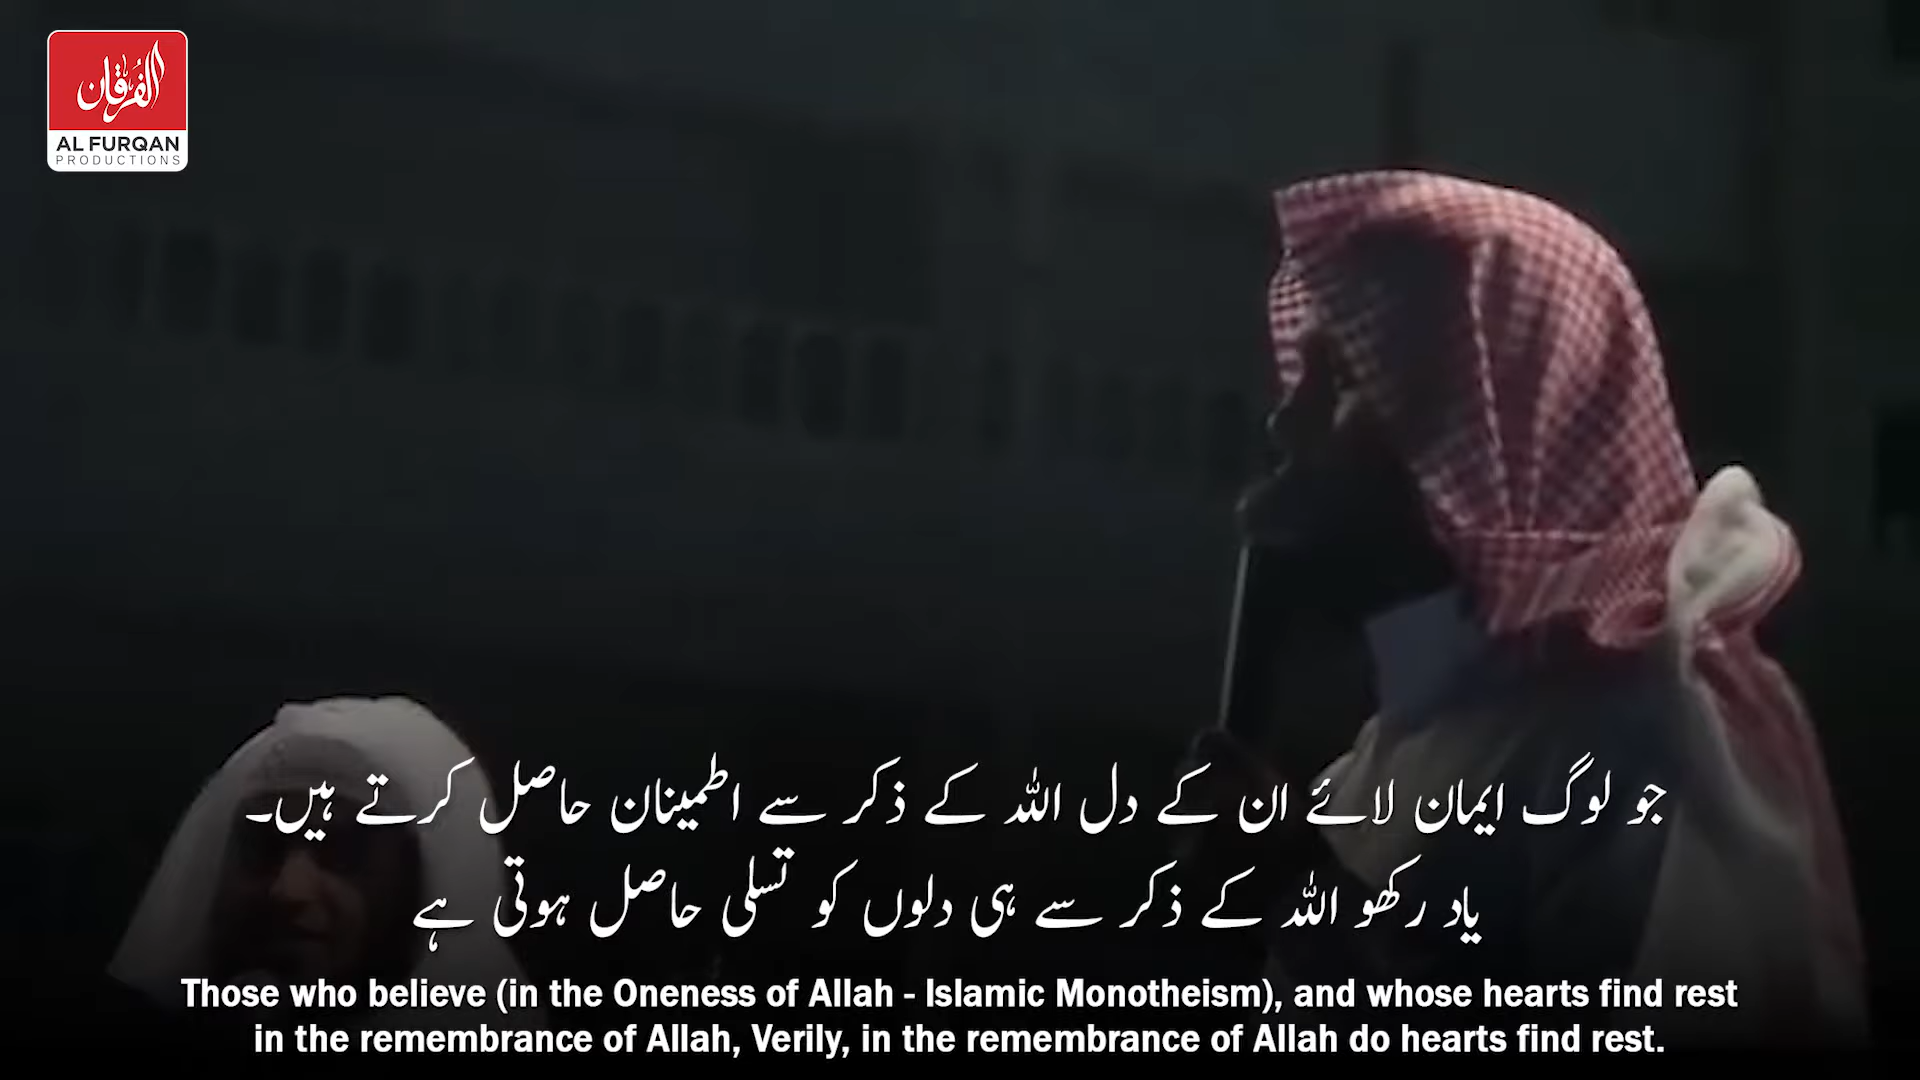 الفرقان
AL FURQAN
PRODUCTIONS
جو لوگ ایمان لائے ان کے دل اللہ کے ذکر سے اطمینان حاصل کرتے ہیں۔
یاد رکھو اللہ کے ذکر سے ہی دلوں کو تسلی حاصل ہوتی ہے
Those who believe (in the Oneness of Allah - Islamic Monotheism), and whose hearts find rest
in the remembrance of Allah, Verily, in the remembrance of Allah do hearts find rest.